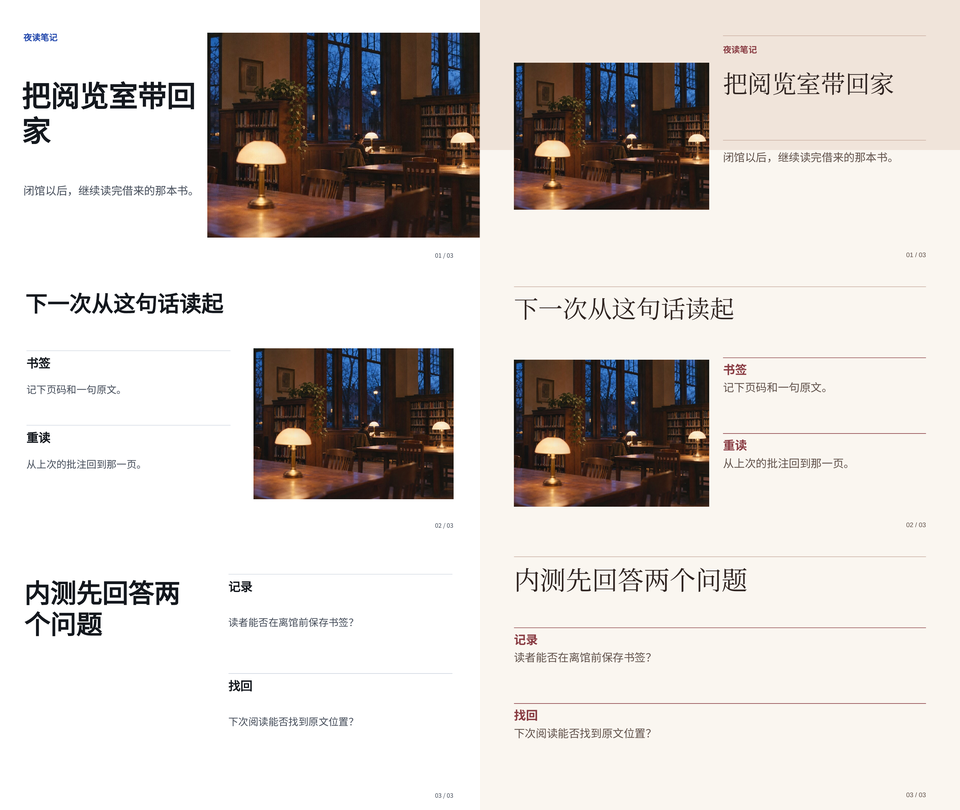 夜读笔记
把阅览室带回
家
闭馆以后，继续读完借来的那本书。
01 / 03
夜读笔记
把阅览室带回家
闭馆以后，继续读完借来的那本书。
01 / 03
下一次从这句话读起
书签
记下页码和一句原文。
重读
从上次的批注回到那一页。
02 / 03
下一次从这句话读起
书签
记下页码和一句原文。
重读
从上次的批注回到那一页。
02 / 03
内测先回答两
个问题
记录
读者能否在离馆前保存书签？
找回
下次阅读能否找到原文位置？
03 / 03
内测先回答两个问题
记录
读者能否在离馆前保存书签？
找回
下次阅读能否找到原文位置？
03 / 03